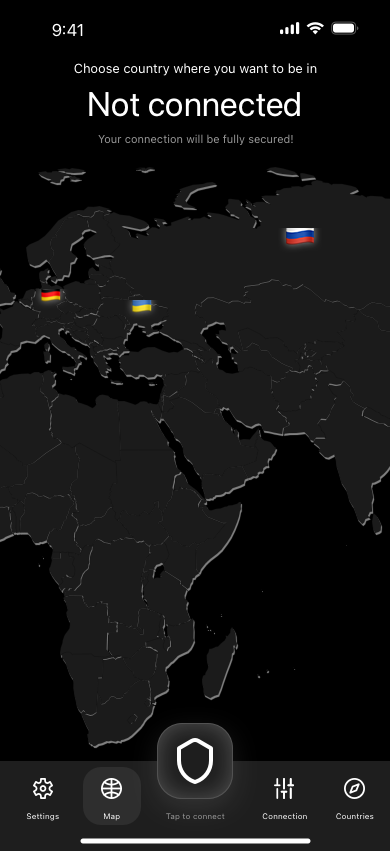 9:41
Choose country where you want to be in
Not connected
Your connection will be fully secured!
Settings
Map
Tap to connect
Connection
Countries